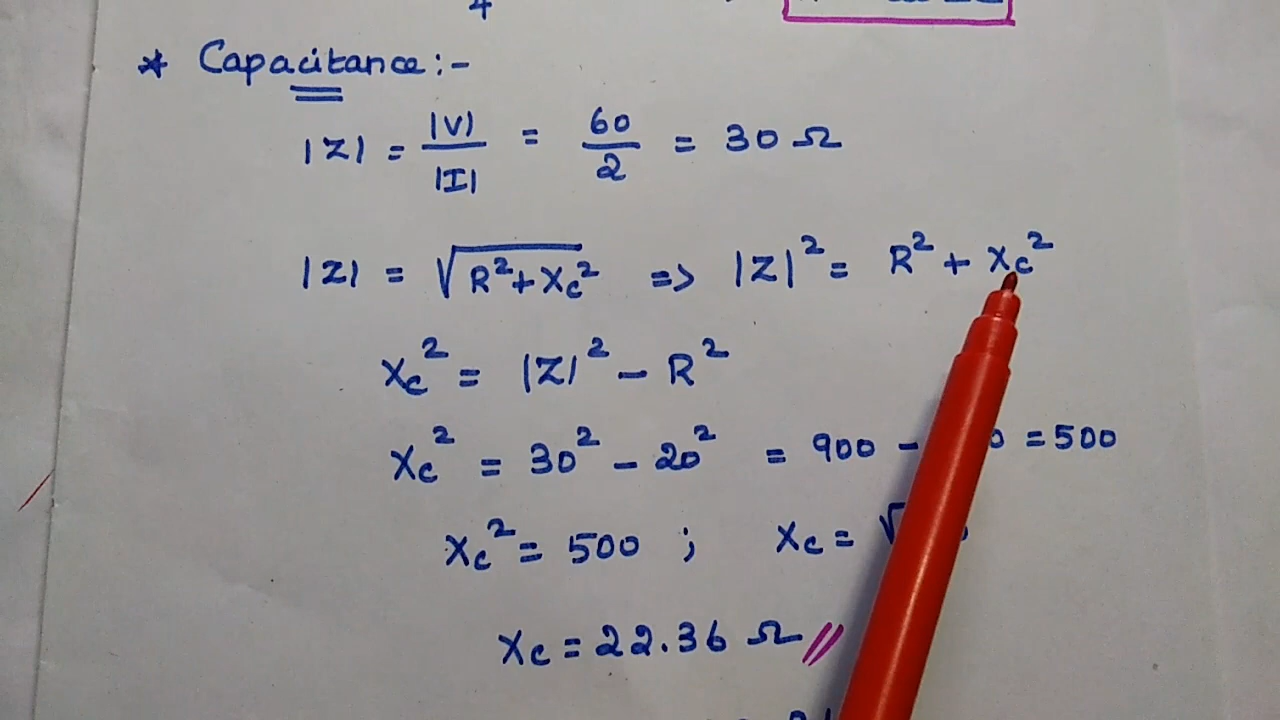 * Capacitance :-
|Z| = |V| / |I| = 60 / 2 = 30 Ω
|Z| = √(R² + Xc²) => |Z|² = R² + Xc²
Xc² = |Z|² - R²
Xc² = 30² - 20² = 900 - = 500
Xc² = 500 ; Xc = √
Xc = 22.36 Ω //